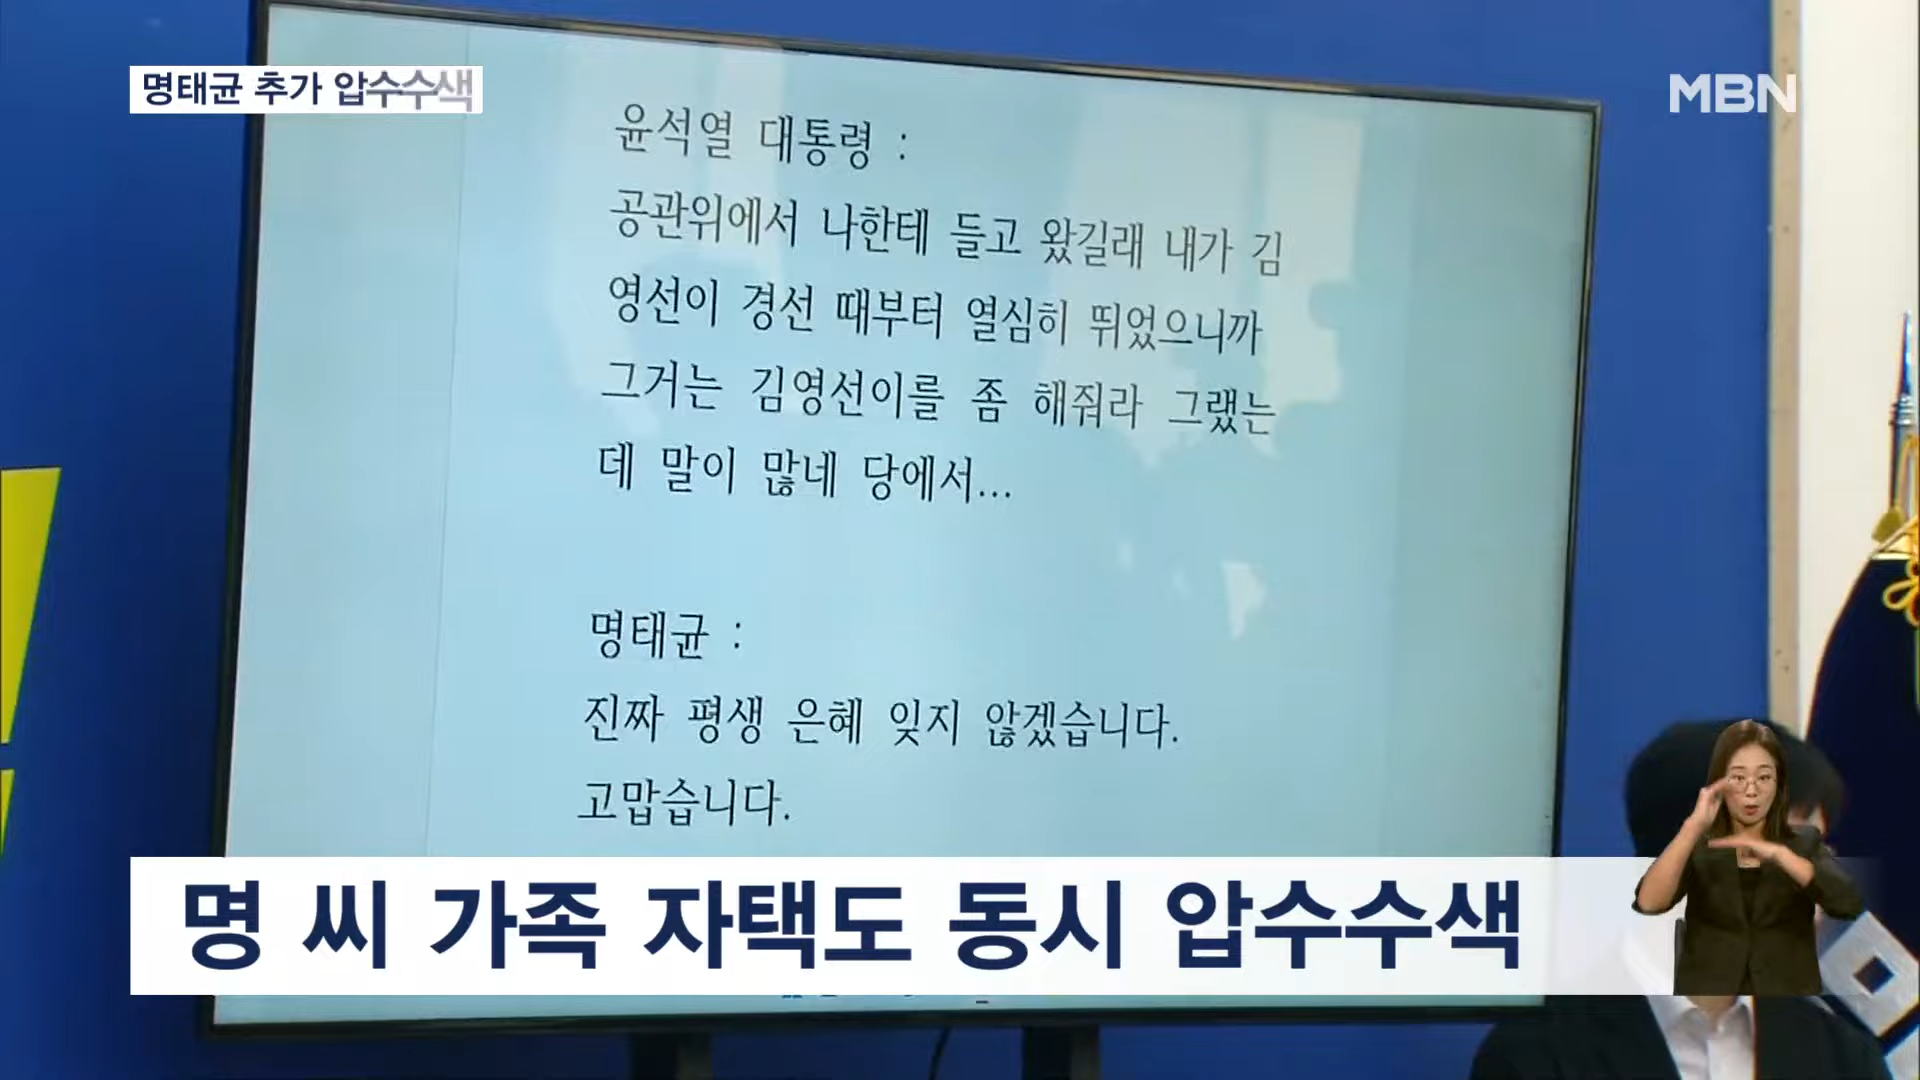 명태균 추가 압수수색
MBN
윤석열 대통령 :
공관위에서 나한테 들고 왔길래 내가 김
영선이 경선 때부터 열심히 뛰었으니까
그거는 김영선이를 좀 해줘라 그랬는
데 말이 많네 당에서...
명태균 :
진짜 평생 은혜 잊지 않겠습니다.
고맙습니다.
명 씨 가족 자택도 동시 압수수색